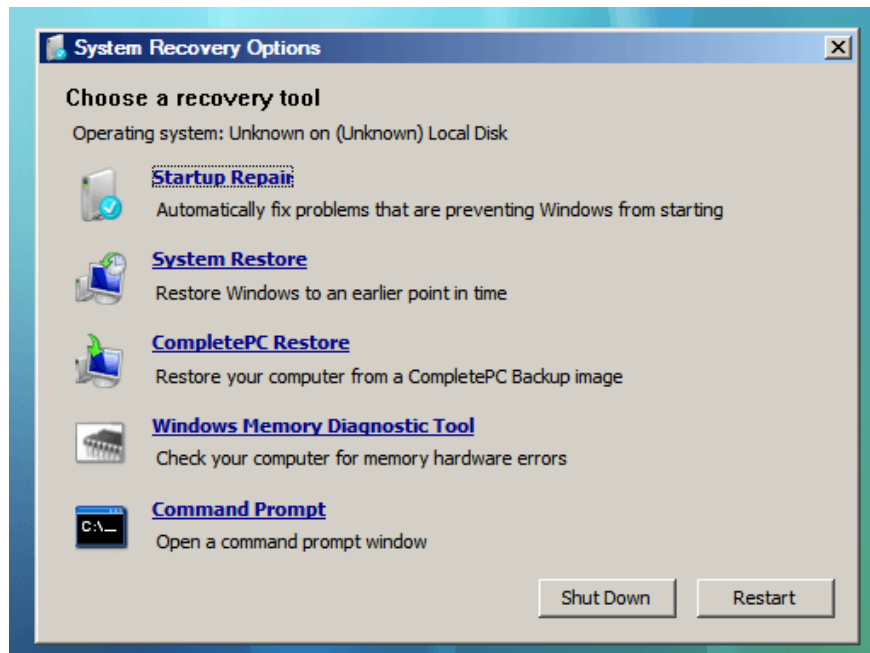 System Recovery Options
Choose a recovery tool
Operating system: Unknown on (Unknown) Local Disk
Startup Repair
Automatically fix problems that are preventing Windows from starting
System Restore
Restore Windows to an earlier point in time
CompletePC Restore
Restore your computer from a CompletePC Backup image
Windows Memory Diagnostic Tool
Check your computer for memory hardware errors
Command Prompt
C:\_
Open a command prompt window
Shut Down Restart